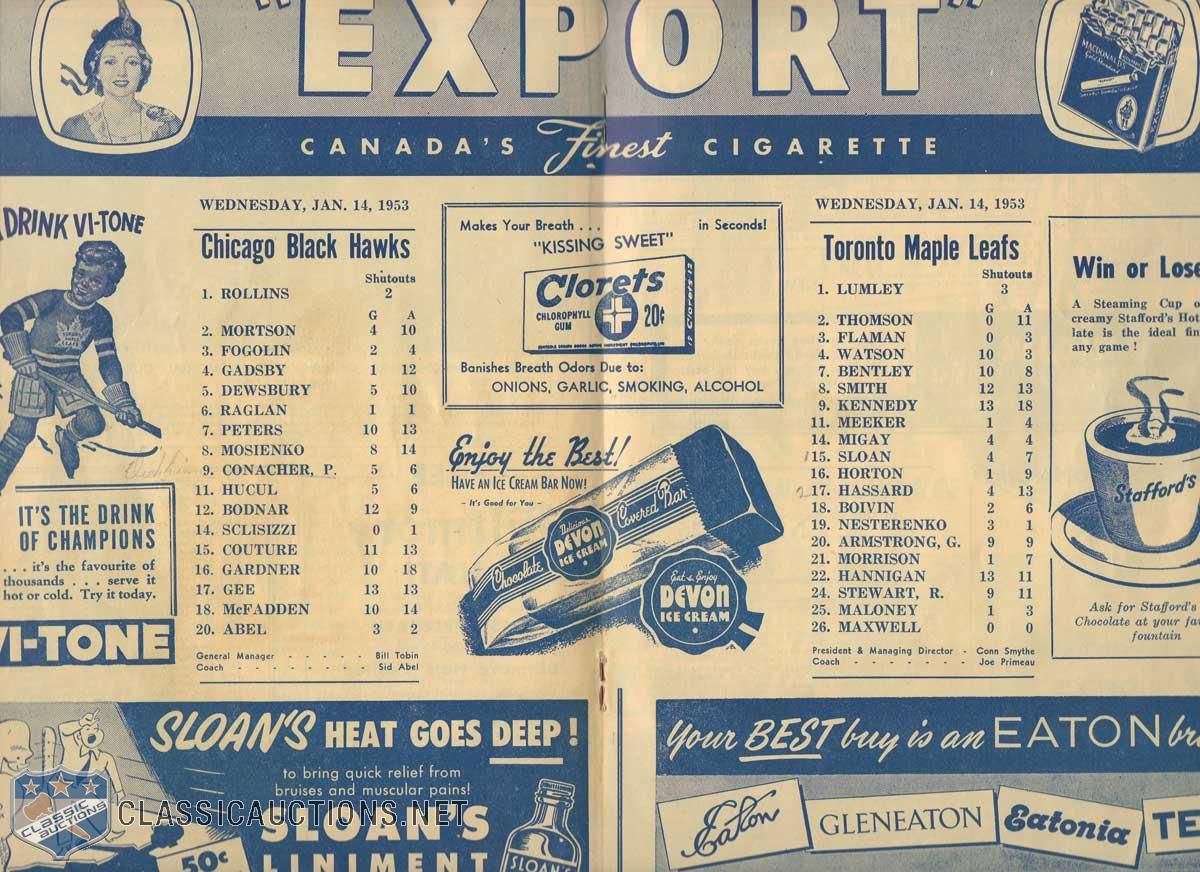 "EXPORT"
CANADA'S Finest CIGARETTE
MACDONALD'S
EXPORT
DRINK VI-TONE
IT'S THE DRINK
OF CHAMPIONS
. . . it's the favourite of
thousands . . . serve it
hot or cold. Try it today.
VI-TONE
WEDNESDAY, JAN. 14, 1953
Chicago Black Hawks
Shutouts
1. ROLLINS 2
G A
2. MORTSON 4 10
3. FOGOLIN 2 4
4. GADSBY 1 12
5. DEWSBURY 5 10
6. RAGLAN 1 1
7. PETERS 10 13
8. MOSIENKO 8 14
9. CONACHER, P. 5 6
11. HUCUL 5 6
12. BODNAR 12 9
14. SCLISIZZI 0 1
15. COUTURE 11 13
16. GARDNER 10 18
17. GEE 13 13
18. McFADDEN 10 14
20. ABEL 3 2
General Manager - - - - - Bill Tobin
Coach - - - - - - - - Sid Abel
Makes Your Breath . . . in Seconds!
"KISSING SWEET"
Clorets
CHLOROPHYLL
GUM
20¢
Clorets 12
Banishes Breath Odors Due to:
ONIONS, GARLIC, SMOKING, ALCOHOL
Enjoy the Best!
HAVE AN ICE CREAM BAR NOW!
- It's Good for You -
Chocolate Covered Bar
Delicious
DEVON
ICE CREAM
Eat & Enjoy
DEVON
ICE CREAM
WEDNESDAY, JAN. 14, 1953
Toronto Maple Leafs
Shutouts
1. LUMLEY 3
G A
2. THOMSON 0 11
3. FLAMAN 0 3
4. WATSON 10 3
7. BENTLEY 10 8
8. SMITH 12 13
9. KENNEDY 13 18
11. MEEKER 1 4
14. MIGAY 4 4
15. SLOAN 4 7
16. HORTON 1 9
17. HASSARD 4 13
18. BOIVIN 2 6
19. NESTERENKO 3 1
20. ARMSTRONG, G. 9 9
21. MORRISON 1 7
22. HANNIGAN 13 11
24. STEWART, R. 9 11
25. MALONEY 1 3
26. MAXWELL 0 0
President & Managing Director - Conn Smythe
Coach - - - - - - - Joe Primeau
Win or Lose
A Steaming Cup o
creamy Stafford's Hot
late is the ideal fin
any game !
Stafford's
Ask for Stafford's
Chocolate at your fa
fountain
SLOAN'S HEAT GOES DEEP!
to bring quick relief from
bruises and muscular pains!
SLOAN'S
LINIMENT
50¢
SLOAN'S
CLASSIC
AUCTIONS
CLASSICAUCTIONS.NET
Your BEST buy is an EATON br
Eaton
GLENEATON
Eatonia
TE